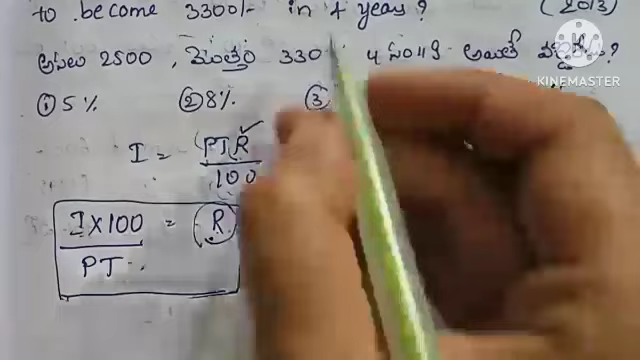 to become 3300/- in 4 years? (2013)
అసలు 2500, మొత్తం 330 4 సం॥కి అయితే
① 5% ② 8% ③
I = PTR / 100
I × 100 / PT = R
KINEMASTER